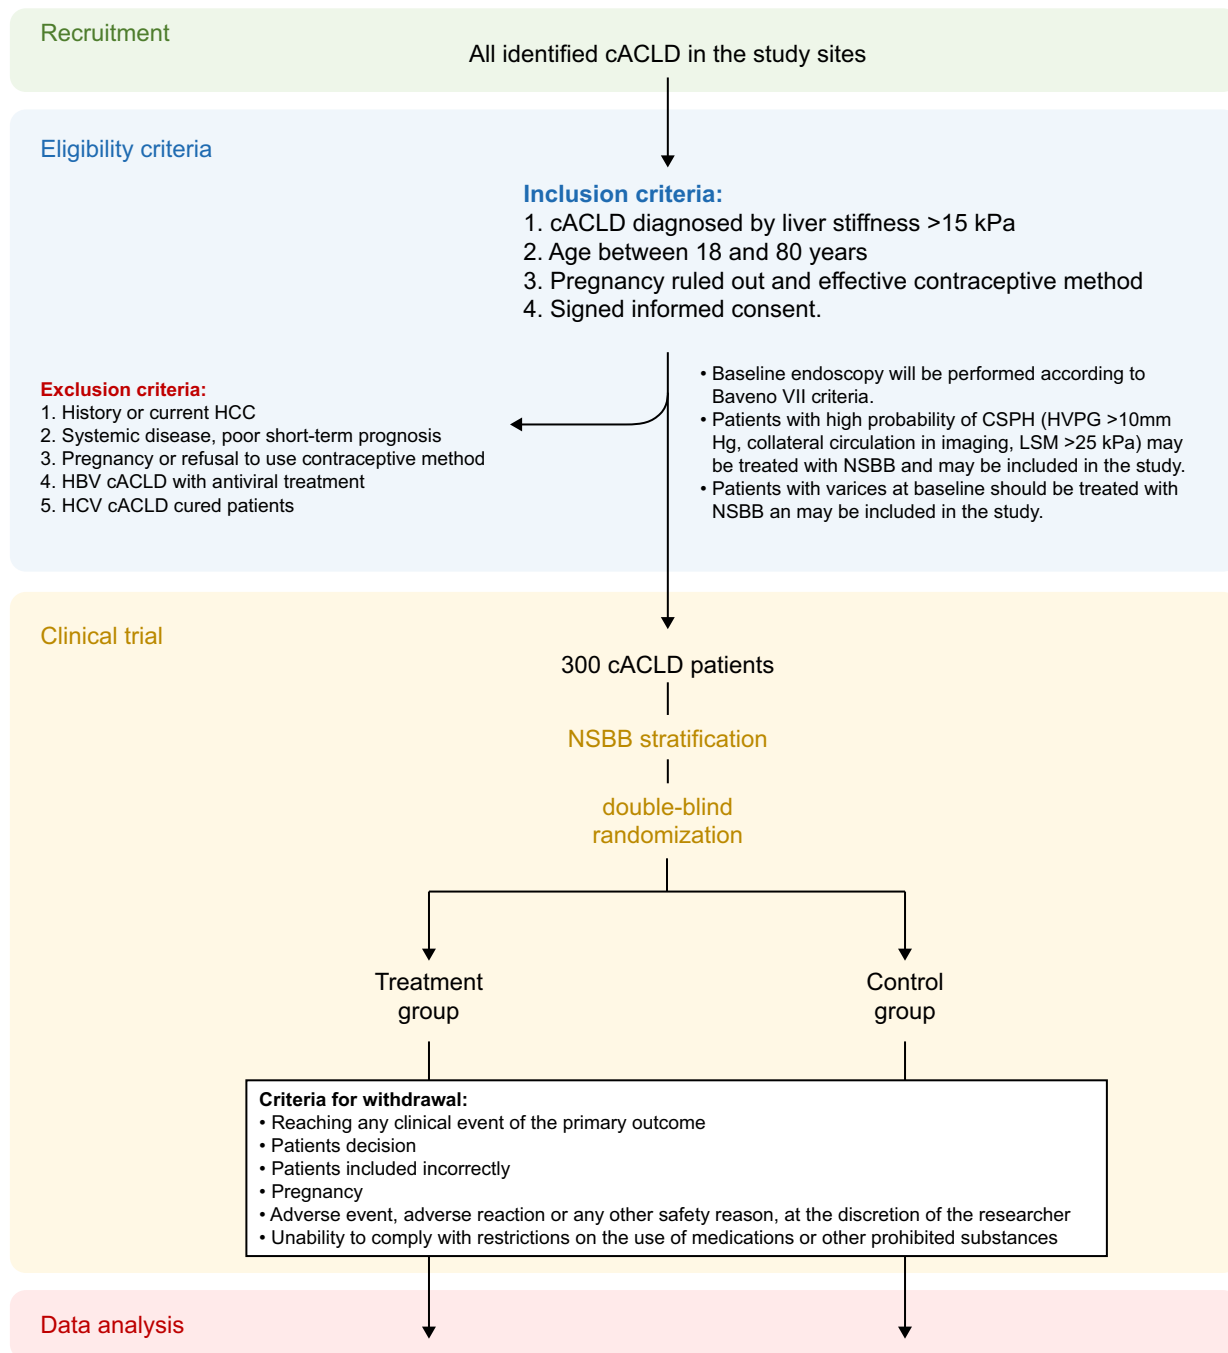 Recruitment
All identified cACLD in the study sites
Eligibility criteria
Inclusion criteria:
1. cACLD diagnosed by liver stiffness >15 kPa
2. Age between 18 and 80 years
3. Pregnancy ruled out and effective contraceptive method
4. Signed informed consent.
Exclusion criteria:
1. History or current HCC
2. Systemic disease, poor short-term prognosis
3. Pregnancy or refusal to use contraceptive method
4. HBV cACLD with antiviral treatment
5. HCV cACLD cured patients
• Baseline endoscopy will be performed according to
Baveno VII criteria.
• Patients with high probability of CSPH (HVPG >10mm
Hg, collateral circulation in imaging, LSM >25 kPa) may
be treated with NSBB and may be included in the study.
• Patients with varices at baseline should be treated with
NSBB an may be included in the study.
Clinical trial
300 cACLD patients
NSBB stratification
double-blind
randomization
Treatment
group
Control
group
Criteria for withdrawal:
• Reaching any clinical event of the primary outcome
• Patients decision
• Patients included incorrectly
• Pregnancy
• Adverse event, adverse reaction or any other safety reason, at the discretion of the researcher
• Unability to comply with restrictions on the use of medications or other prohibited substances
Data analysis